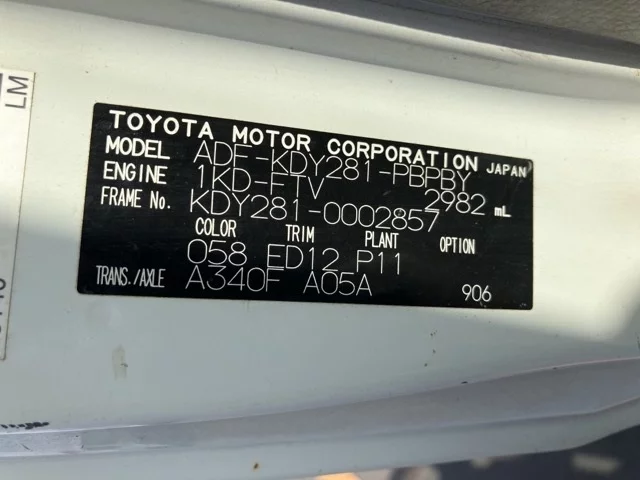 LM
TOYOTA MOTOR CORPORATION JAPAN
MODEL ADF-KDY281-PBPBY
ENGINE 1KD-FTV 2982 mL
FRAME No. KDY281-0002857
COLOR TRIM PLANT OPTION
058 ED12 P11
TRANS./AXLE A340F A05A 906